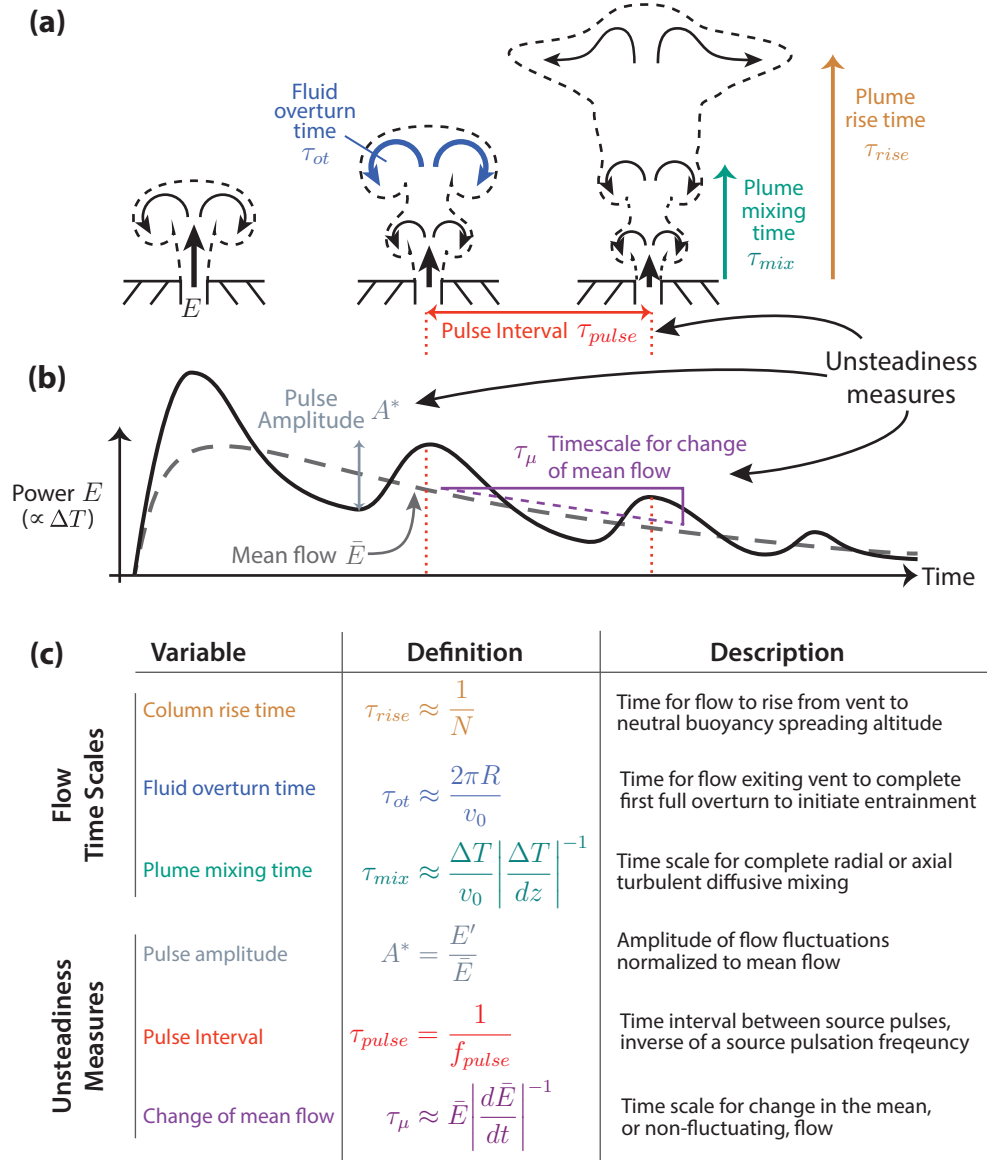 (a)
Fluid
overturn
time
τ_ot
Plume
rise time
τ_rise
Plume
mixing
time
τ_mix
E
Pulse Interval τ_pulse
Unsteadiness
measures
(b)
Pulse
Amplitude A*
τ_μ Timescale for change
of mean flow
Power E
(∝ ΔT)
Mean flow Ē
Time
(c)
Variable Definition Description
Flow
Time Scales
Column rise time τ_rise ≈ 1/N
Time for flow to rise from vent to
neutral buoyancy spreading altitude
Fluid overturn time τ_ot ≈ 2πR/v_0
Time for flow exiting vent to complete
first full overturn to initiate entrainment
Plume mixing time τ_mix ≈ ΔT/v_0 |ΔT/dz|^−1
Time scale for complete radial or axial
turbulent diffusive mixing
Unsteadiness
Measures
Pulse amplitude A* = E′/Ē
Amplitude of flow fluctuations
normalized to mean flow
Pulse Interval τ_pulse = 1/f_pulse
Time interval between source pulses,
inverse of a source pulsation freqeuncy
Change of mean flow τ_μ ≈ Ē |dĒ/dt|^−1
Time scale for change in the mean,
or non-fluctuating, flow